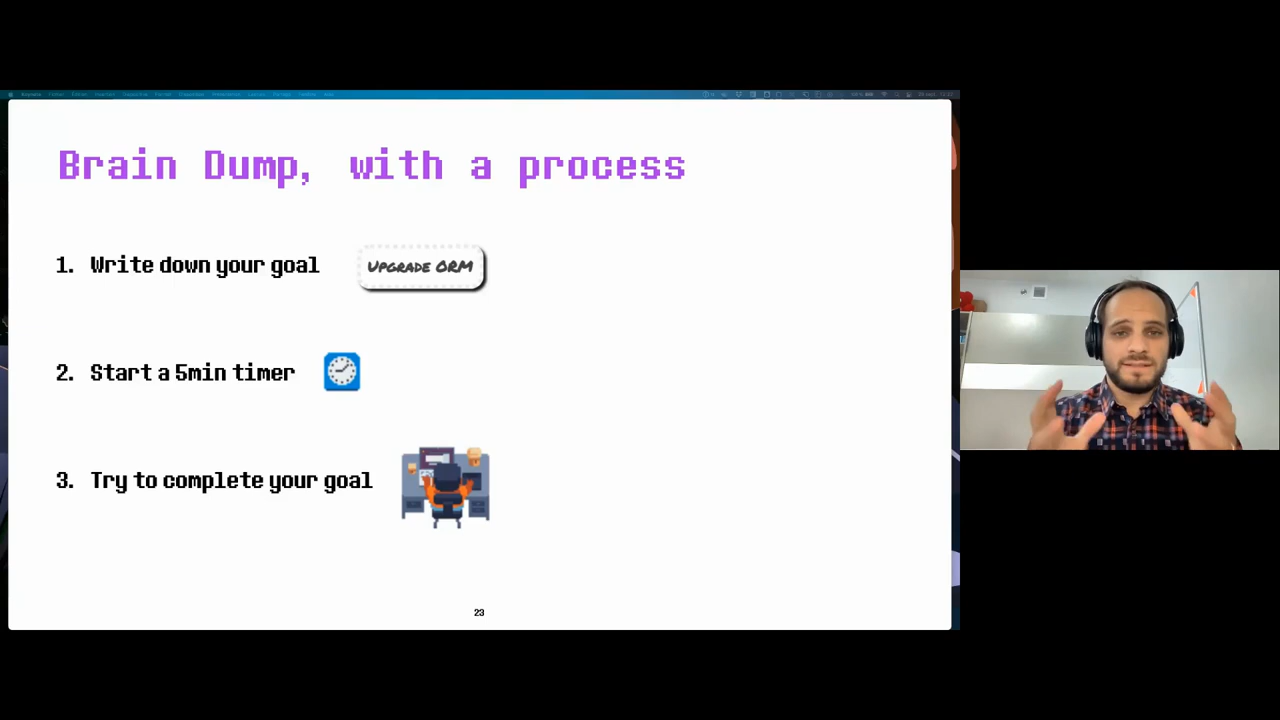 Brain Dump, with a process
1. Write down your goal
UPGRADE ORM
2. Start a 5min timer
3. Try to complete your goal
23